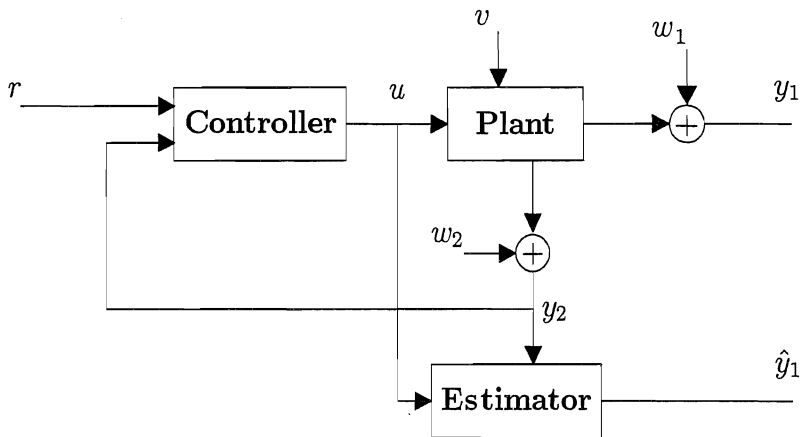 v
w₁
r
u
y₁
Controller
Plant
+
w₂
+
y₂
ŷ₁
Estimator